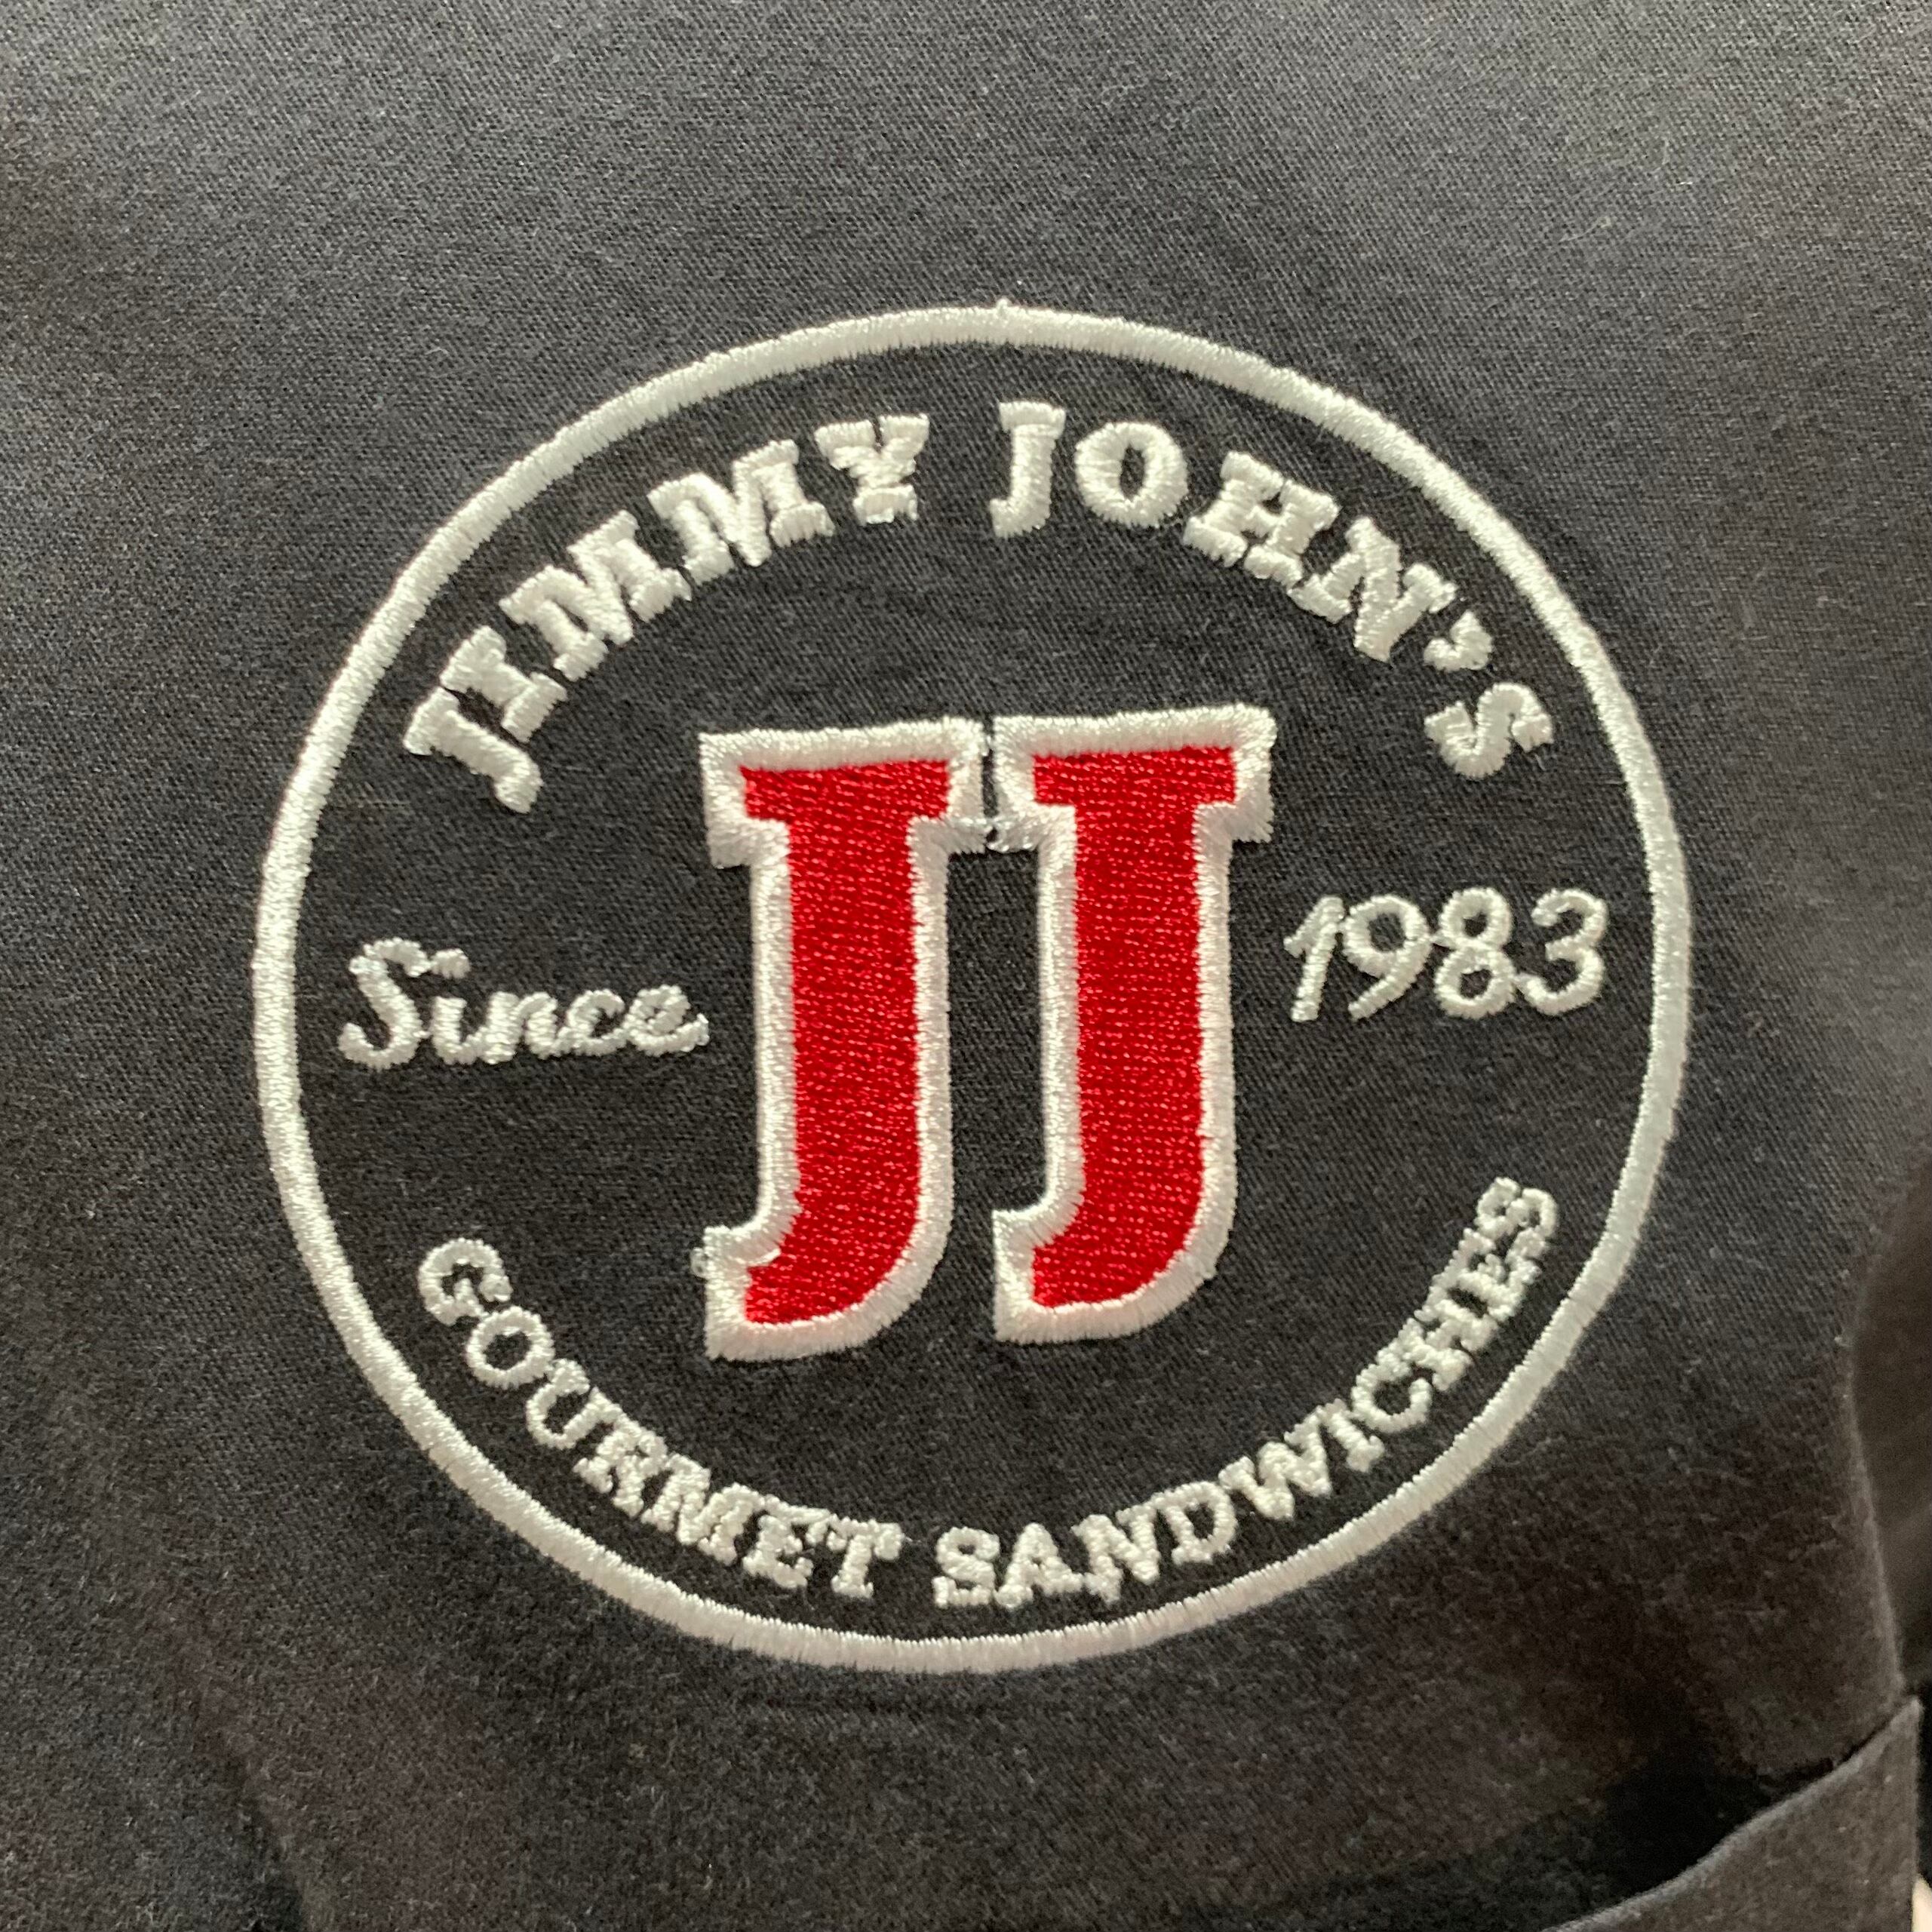 JIMMY JOHN's
JJ
Since 1983
GOURMET SANDWICHES